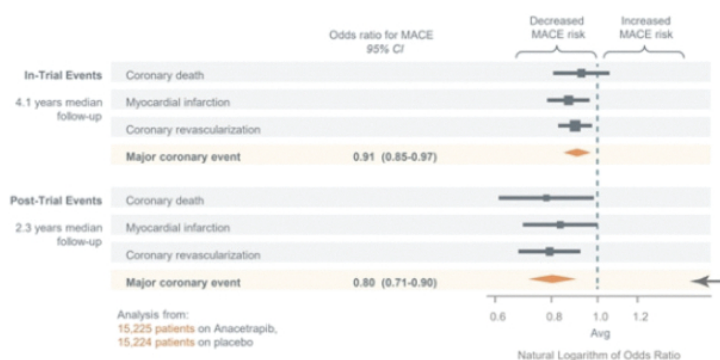 Odds ratio for MACE
95% CI
Decreased
MACE risk
Increased
MACE risk
In-Trial Events
4.1 years median
follow-up
Coronary death
Myocardial infarction
Coronary revascularization
Major coronary event 0.91 (0.85-0.97)
Post-Trial Events
2.3 years median
follow-up
Coronary death
Myocardial infarction
Coronary revascularization
Major coronary event 0.80 (0.71-0.90)
0.6 0.8 1.0 1.2
Avg
Natural Logarithm of Odds Ratio
Analysis from:
15,225 patients on Anacetrapib,
15,224 patients on placebo